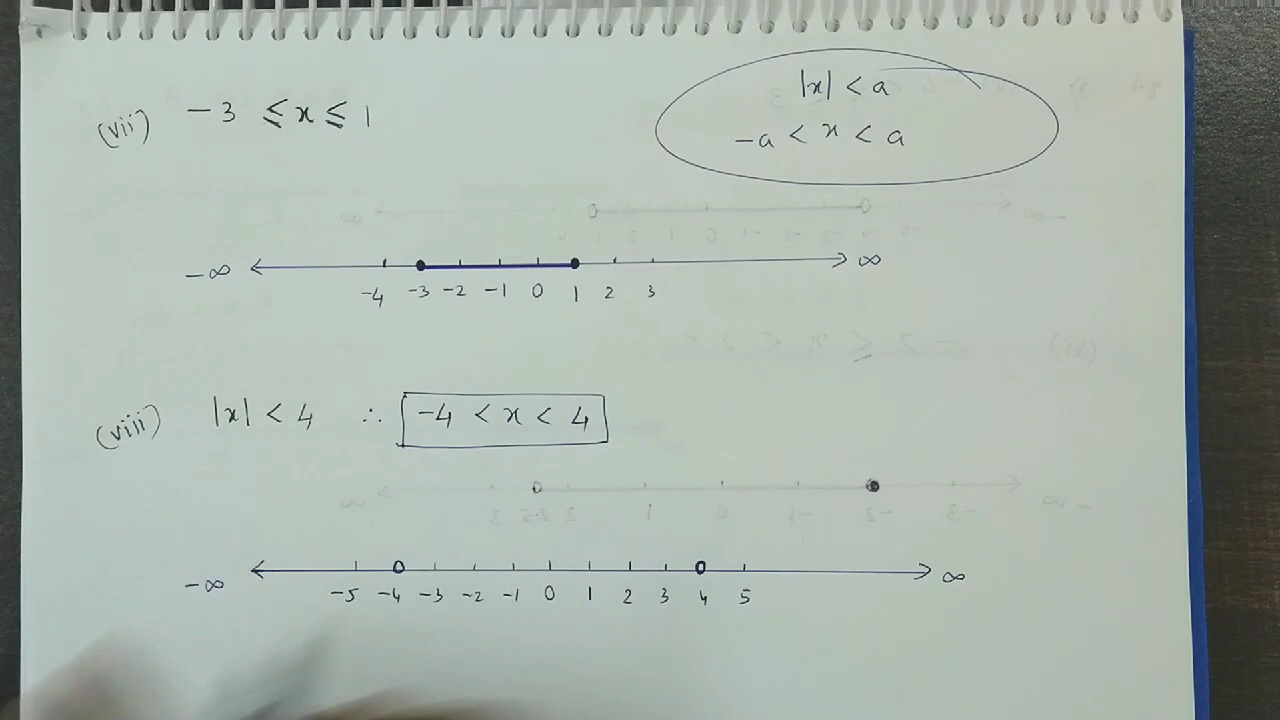 |x| < a
(vii) -3 ≤ x ≤ 1
-a < x < a
-∞ ∞
-4 -3 -2 -1 0 1 2 3
(viii) |x| < 4 ∴ -4 < x < 4
-∞ ∞
-5 -4 -3 -2 -1 0 1 2 3 4 5